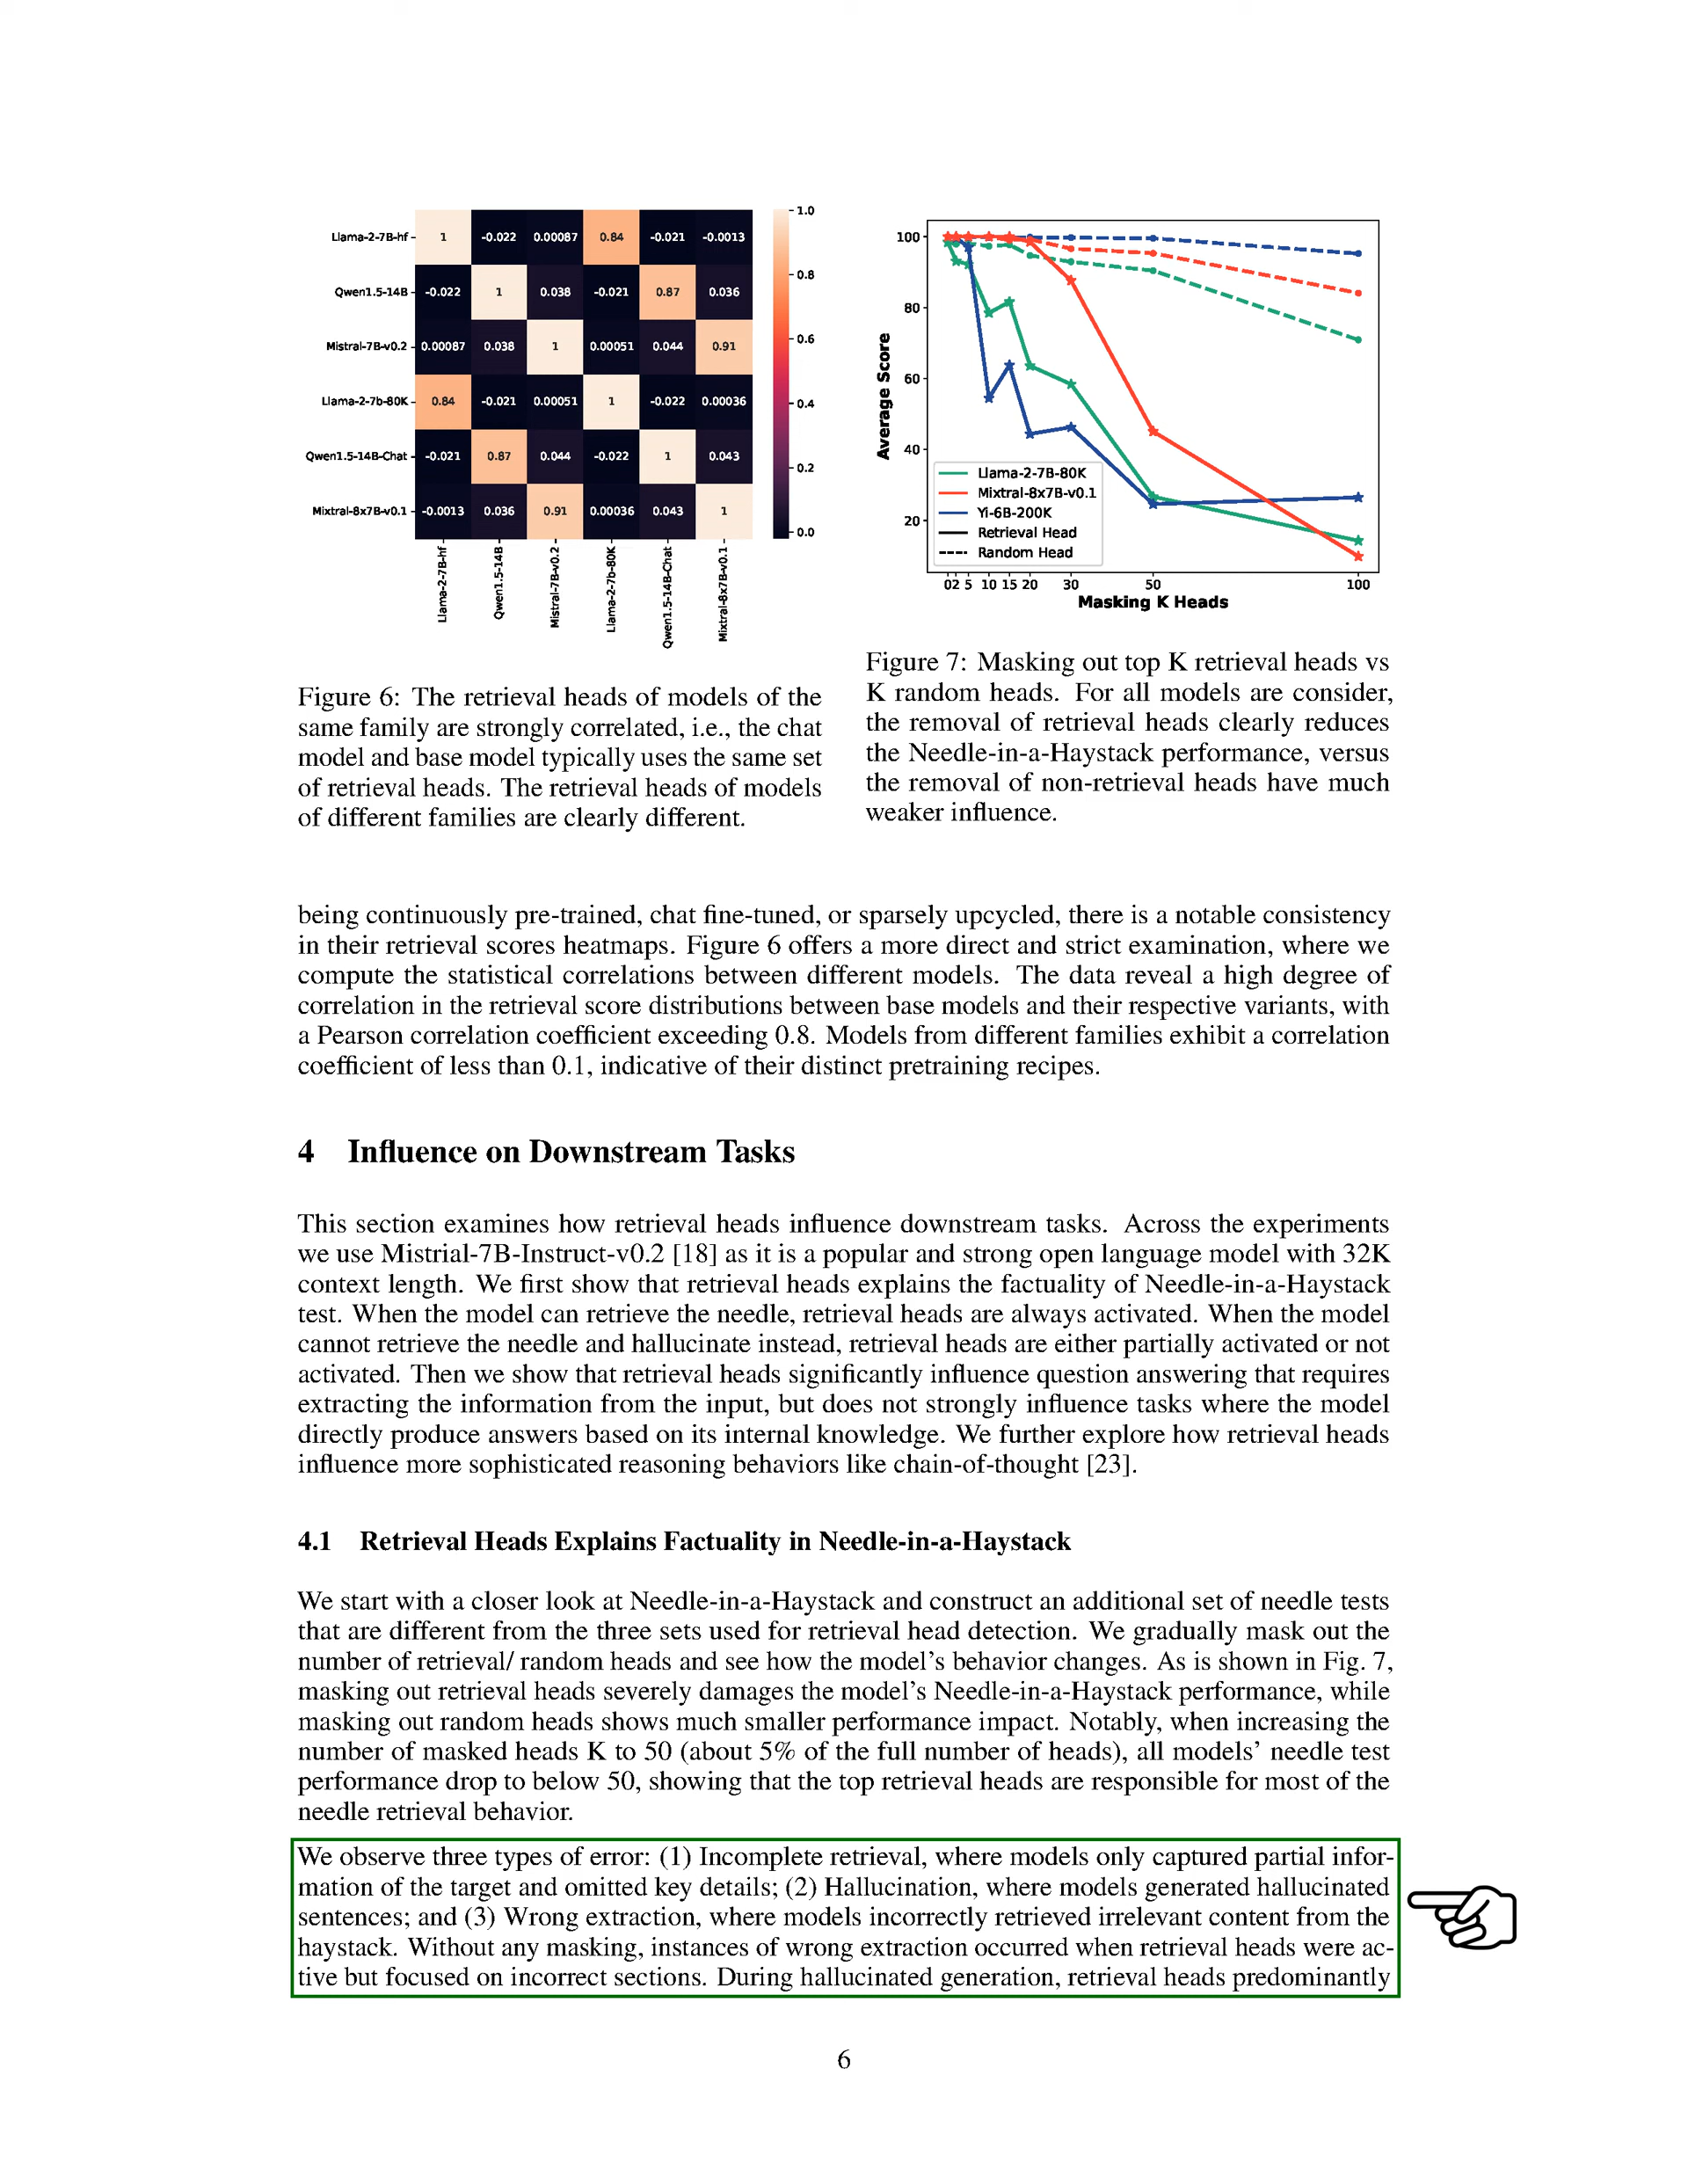 Llama-2-7B-hf
1 -0.022 0.00087 0.84 -0.021 -0.0013
Qwen1.5-14B
-0.022 1 0.038 -0.021 0.87 0.036
Mistral-7B-v0.2
0.00087 0.038 1 0.00051 0.044 0.91
Llama-2-7b-80K
0.84 -0.021 0.00051 1 -0.022 0.00036
Qwen1.5-14B-Chat
-0.021 0.87 0.044 -0.022 1 0.043
Mixtral-8x7B-v0.1
-0.0013 0.036 0.91 0.00036 0.043 1
Llama-2-7B-hf
Qwen1.5-14B
Mistral-7B-v0.2
Llama-2-7b-80K
Qwen1.5-14B-Chat
Mixtral-8x7B-v0.1
1.0
0.8
0.6
0.4
0.2
0.0
Figure 6: The retrieval heads of models of the
same family are strongly correlated, i.e., the chat
model and base model typically uses the same set
of retrieval heads. The retrieval heads of models
of different families are clearly different.
Average Score
100
80
60
40
20
Llama-2-7B-80K
Mixtral-8x7B-v0.1
Yi-6B-200K
Retrieval Head
Random Head
0 2 5 10 15 20 30 50 100
Masking K Heads
Figure 7: Masking out top K retrieval heads vs
K random heads. For all models are consider,
the removal of retrieval heads clearly reduces
the Needle-in-a-Haystack performance, versus
the removal of non-retrieval heads have much
weaker influence.
being continuously pre-trained, chat fine-tuned, or sparsely upcycled, there is a notable consistency
in their retrieval scores heatmaps. Figure 6 offers a more direct and strict examination, where we
compute the statistical correlations between different models. The data reveal a high degree of
correlation in the retrieval score distributions between base models and their respective variants, with
a Pearson correlation coefficient exceeding 0.8. Models from different families exhibit a correlation
coefficient of less than 0.1, indicative of their distinct pretraining recipes.
4 Influence on Downstream Tasks
This section examines how retrieval heads influence downstream tasks. Across the experiments
we use Mistrial-7B-Instruct-v0.2 [18] as it is a popular and strong open language model with 32K
context length. We first show that retrieval heads explains the factuality of Needle-in-a-Haystack
test. When the model can retrieve the needle, retrieval heads are always activated. When the model
cannot retrieve the needle and hallucinate instead, retrieval heads are either partially activated or not
activated. Then we show that retrieval heads significantly influence question answering that requires
extracting the information from the input, but does not strongly influence tasks where the model
directly produce answers based on its internal knowledge. We further explore how retrieval heads
influence more sophisticated reasoning behaviors like chain-of-thought [23].
4.1 Retrieval Heads Explains Factuality in Needle-in-a-Haystack
We start with a closer look at Needle-in-a-Haystack and construct an additional set of needle tests
that are different from the three sets used for retrieval head detection. We gradually mask out the
number of retrieval/ random heads and see how the model's behavior changes. As is shown in Fig. 7,
masking out retrieval heads severely damages the model's Needle-in-a-Haystack performance, while
masking out random heads shows much smaller performance impact. Notably, when increasing the
number of masked heads K to 50 (about 5% of the full number of heads), all models' needle test
performance drop to below 50, showing that the top retrieval heads are responsible for most of the
needle retrieval behavior.
We observe three types of error: (1) Incomplete retrieval, where models only captured partial infor-
mation of the target and omitted key details; (2) Hallucination, where models generated hallucinated
sentences; and (3) Wrong extraction, where models incorrectly retrieved irrelevant content from the
haystack. Without any masking, instances of wrong extraction occurred when retrieval heads were ac-
tive but focused on incorrect sections. During hallucinated generation, retrieval heads predominantly
6